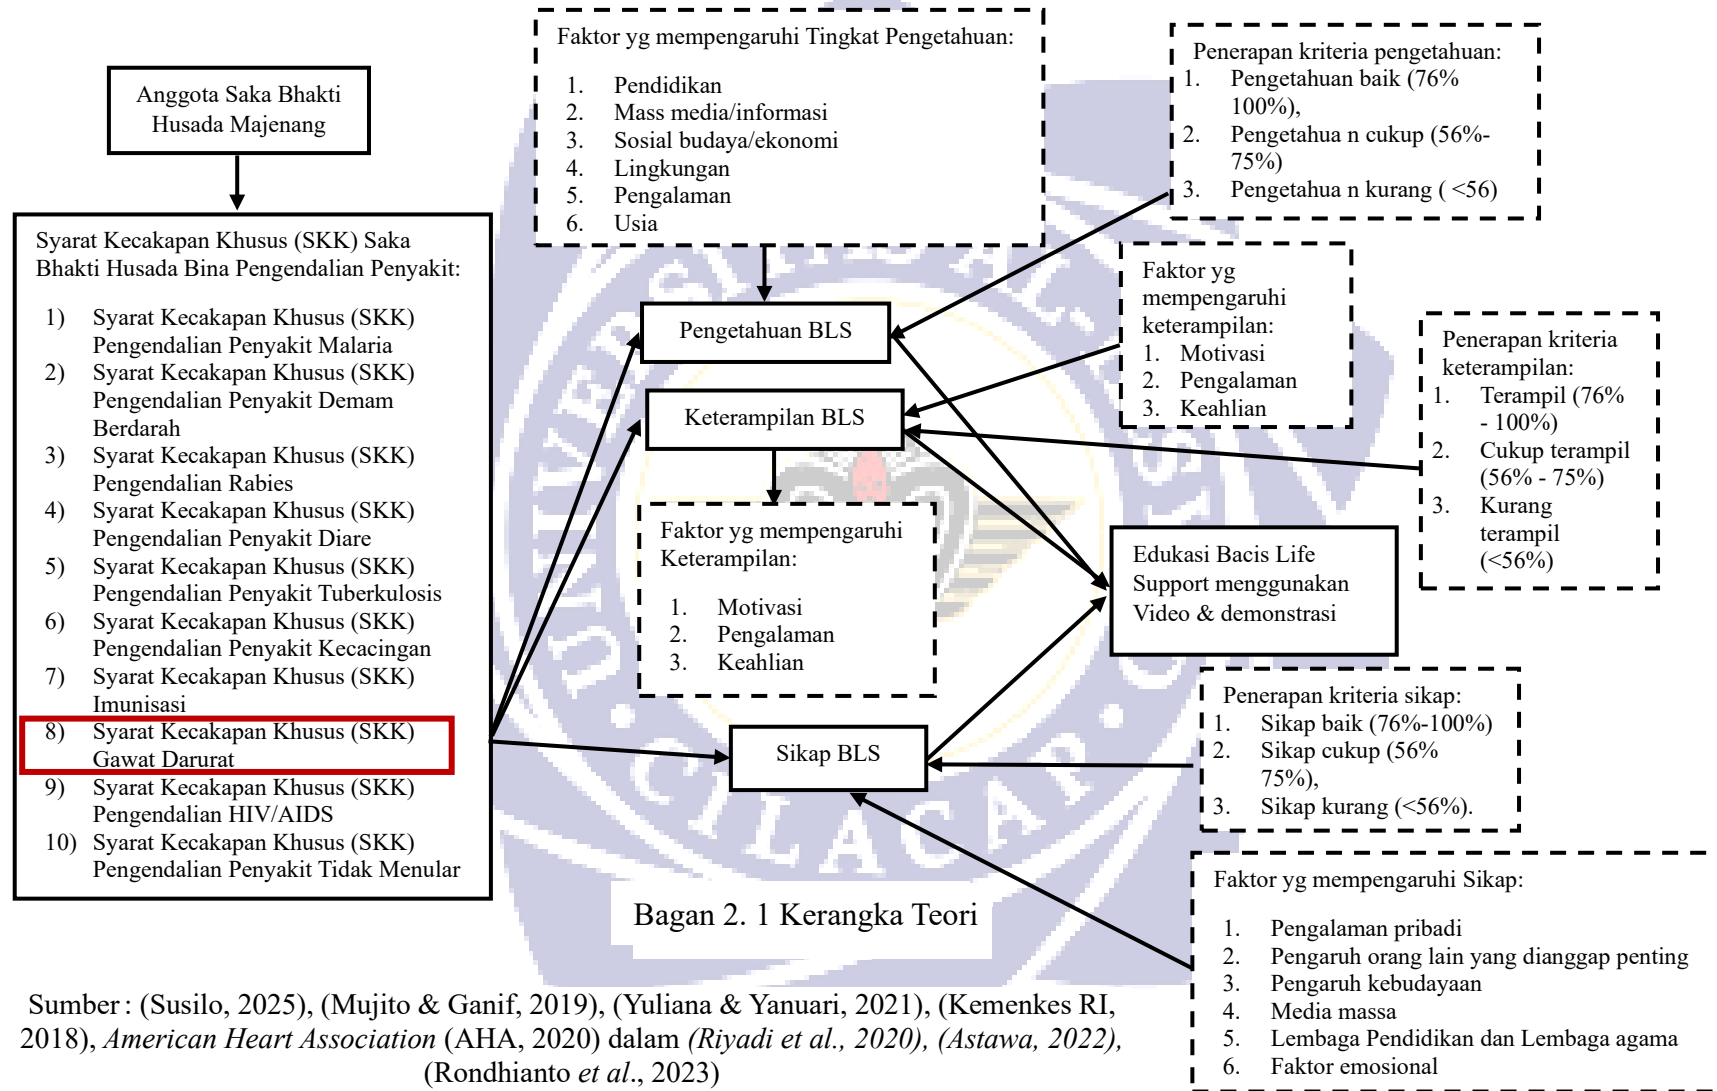 Faktor yg mempengaruhi Tingkat Pengetahuan:
1. Pendidikan
2. Mass media/informasi
3. Sosial budaya/ekonomi
4. Lingkungan
5. Pengalaman
6. Usia
Penerapan kriteria pengetahuan:
1. Pengetahuan baik (76%
100%),
2. Pengetahua n cukup (56%-
75%)
3. Pengetahua n kurang ( <56)
Anggota Saka Bhakti
Husada Majenang
Syarat Kecakapan Khusus (SKK) Saka
Bhakti Husada Bina Pengendalian Penyakit:
1) Syarat Kecakapan Khusus (SKK)
Pengendalian Penyakit Malaria
2) Syarat Kecakapan Khusus (SKK)
Pengendalian Penyakit Demam
Berdarah
3) Syarat Kecakapan Khusus (SKK)
Pengendalian Rabies
4) Syarat Kecakapan Khusus (SKK)
Pengendalian Penyakit Diare
5) Syarat Kecakapan Khusus (SKK)
Pengendalian Penyakit Tuberkulosis
6) Syarat Kecakapan Khusus (SKK)
Pengendalian Penyakit Kecacingan
7) Syarat Kecakapan Khusus (SKK)
Imunisasi
8) Syarat Kecakapan Khusus (SKK)
Gawat Darurat
9) Syarat Kecakapan Khusus (SKK)
Pengendalian HIV/AIDS
10) Syarat Kecakapan Khusus (SKK)
Pengendalian Penyakit Tidak Menular
Pengetahuan BLS
Keterampilan BLS
Faktor yg mempengaruhi
Keterampilan:
1. Motivasi
2. Pengalaman
3. Keahlian
Sikap BLS
Faktor yg
mempengaruhi
keterampilan:
1. Motivasi
2. Pengalaman
3. Keahlian
Penerapan kriteria
keterampilan:
1. Terampil (76%
- 100%)
2. Cukup terampil
(56% - 75%)
3. Kurang
terampil
(<56%)
Edukasi Bacis Life
Support menggunakan
Video & demonstrasi
Penerapan kriteria sikap:
1. Sikap baik (76%-100%)
2. Sikap cukup (56%
75%),
3. Sikap kurang (<56%).
Faktor yg mempengaruhi Sikap:
1. Pengalaman pribadi
2. Pengaruh orang lain yang dianggap penting
3. Pengaruh kebudayaan
4. Media massa
5. Lembaga Pendidikan dan Lembaga agama
6. Faktor emosional
CILACAP
Bagan 2. 1 Kerangka Teori
Sumber : (Susilo, 2025), (Mujito & Ganif, 2019), (Yuliana & Yanuari, 2021), (Kemenkes RI,
2018), American Heart Association (AHA, 2020) dalam (Riyadi et al., 2020), (Astawa, 2022),
(Rondhianto et al., 2023)